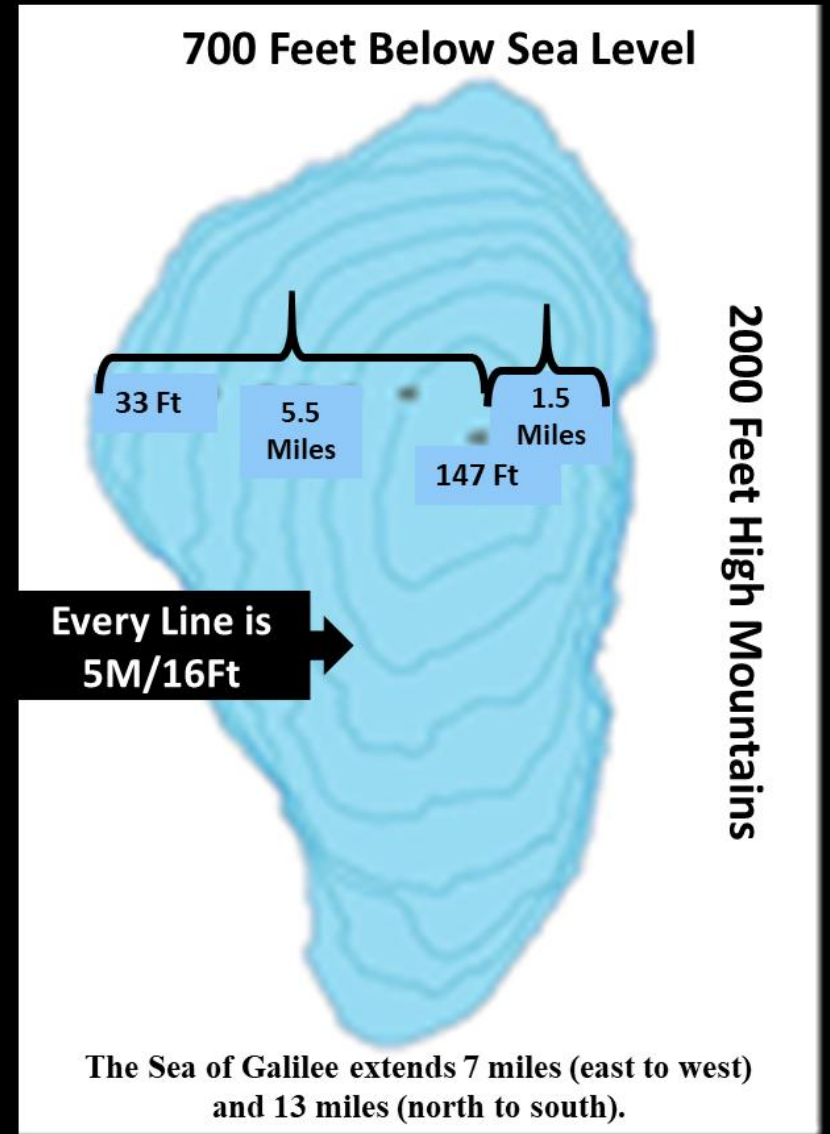 700 Feet Below Sea Level
33 Ft
5.5
Miles
1.5
Miles
147 Ft
2000 Feet High Mountains
Every Line is
5M/16Ft
The Sea of Galilee extends 7 miles (east to west)
and 13 miles (north to south).